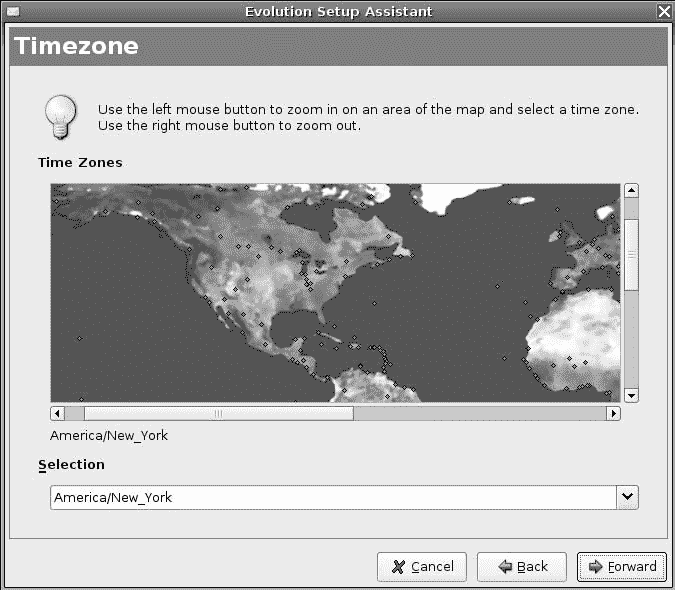 Evolution Setup Assistant
Timezone
Use the left mouse button to zoom in on an area of the map and select a time zone.
Use the right mouse button to zoom out.
Time Zones
America/New_York
Selection
America/New_York
Cancel
Back
Forward